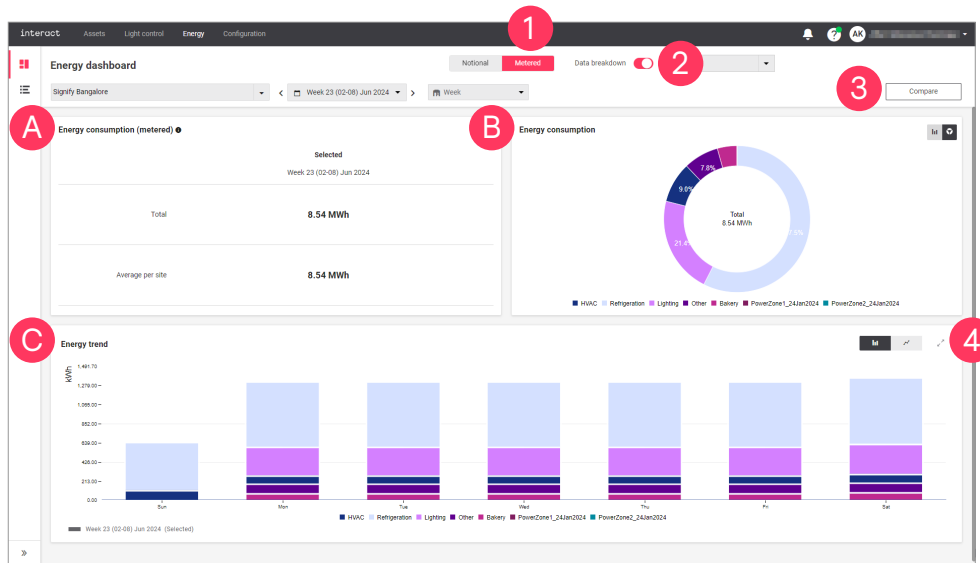 interact Assets Light control Energy Configuration 1 ? AK
Energy dashboard Notional Metered Data breakdown 2
Signify Bangalore Week 23 (02-08) Jun 2024 Week 3 Compare
A Energy consumption (metered) B Energy consumption
Selected
Week 23 (02-08) Jun 2024
Total 8.54 MWh
Average per site 8.54 MWh
7.8%
9.0%
21.4%
Total
8.54 MWh
HVAC Refrigeration Lighting Other Bakery PowerZone1_24Jan2024 PowerZone2_24Jan2024
C Energy trend 4
kWh
1,491.70
1,279.00
1,065.00
852.00
639.00
426.00
213.00
0.00
Sun Mon Tue Wed Thu Fri Sat
HVAC Refrigeration Lighting Other Bakery PowerZone1_24Jan2024 PowerZone2_24Jan2024
Week 23 (02-08) Jun 2024 (Selected)